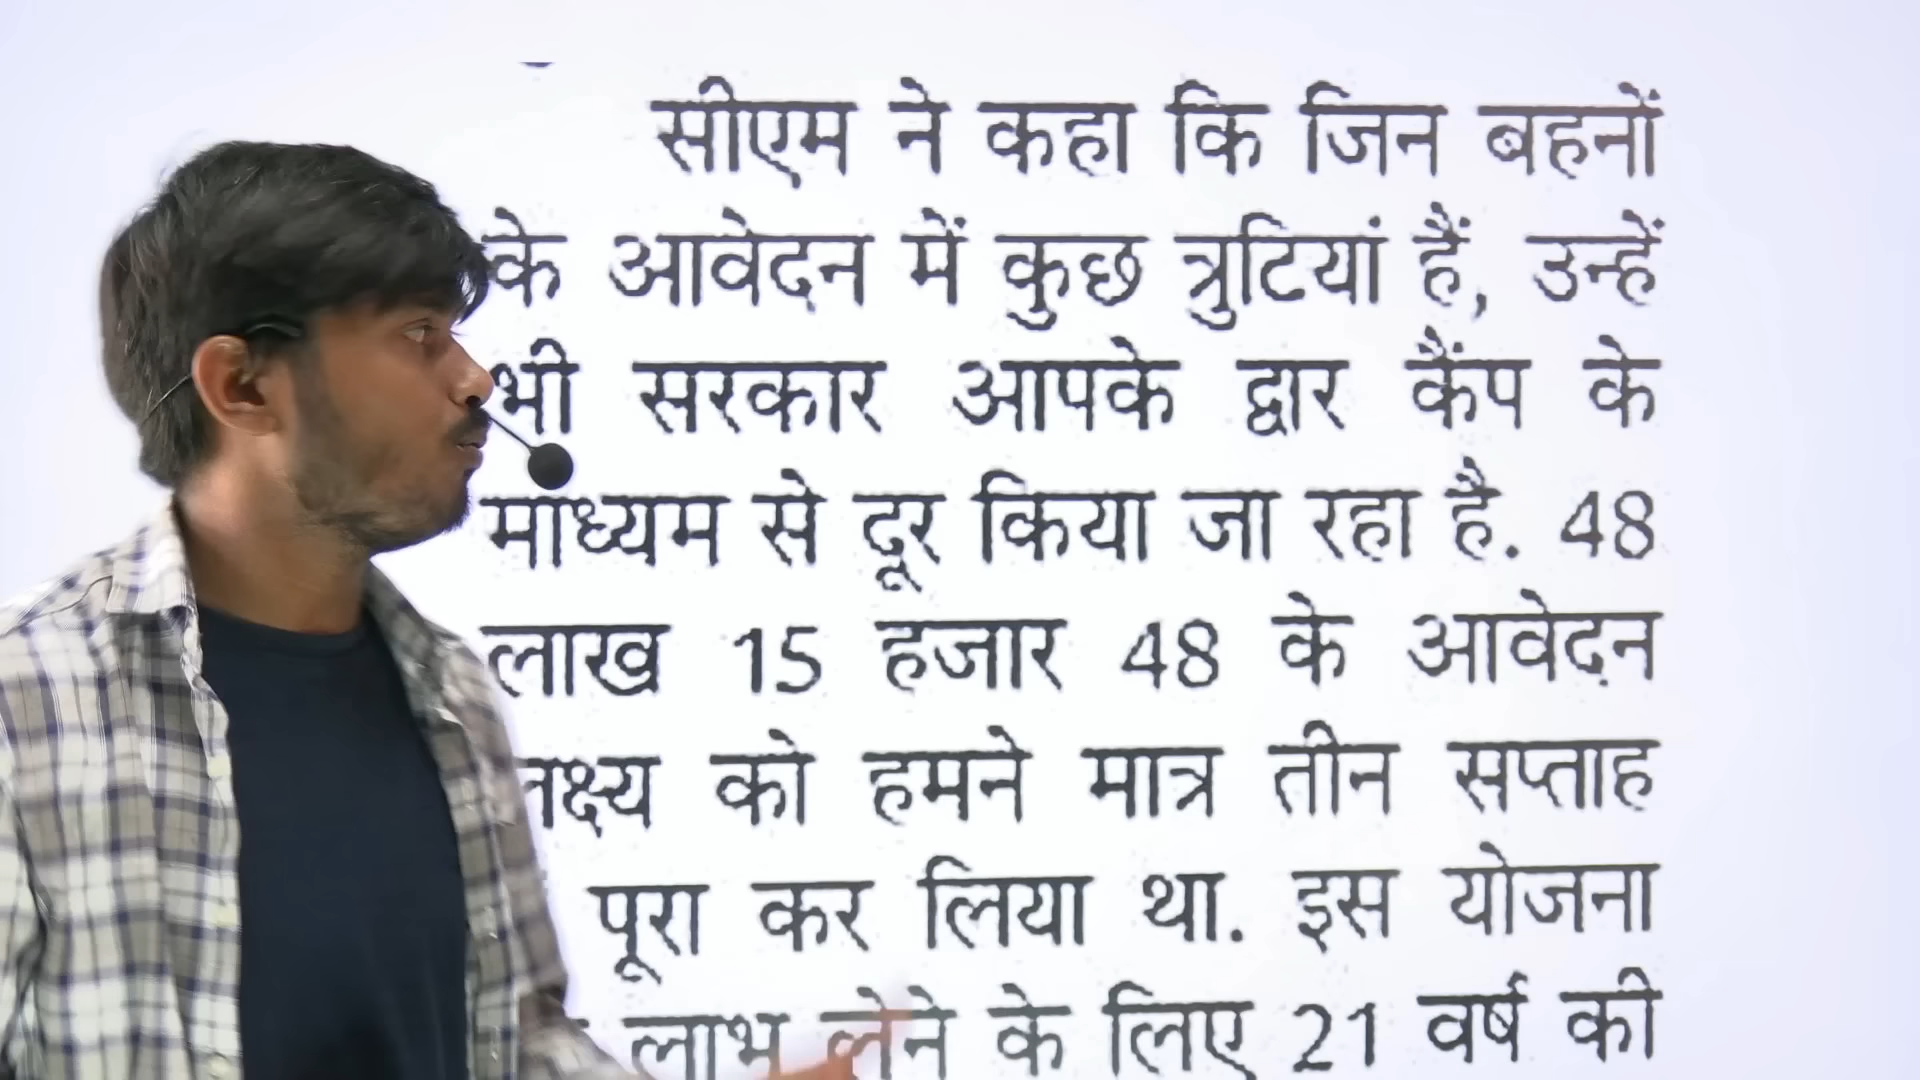 सीएम ने कहा कि जिन बहनों
के आवेदन में कुछ त्रुटियां हैं, उन्हें
भी सरकार आपके द्वार कैंप के
माध्यम से दूर किया जा रहा है. 48
लाख 15 हजार 48 के आवेदन
लक्ष्य को हमने मात्र तीन सप्ताह
पूरा कर लिया था. इस योजना
लाभ लेने के लिए 21 वर्ष की